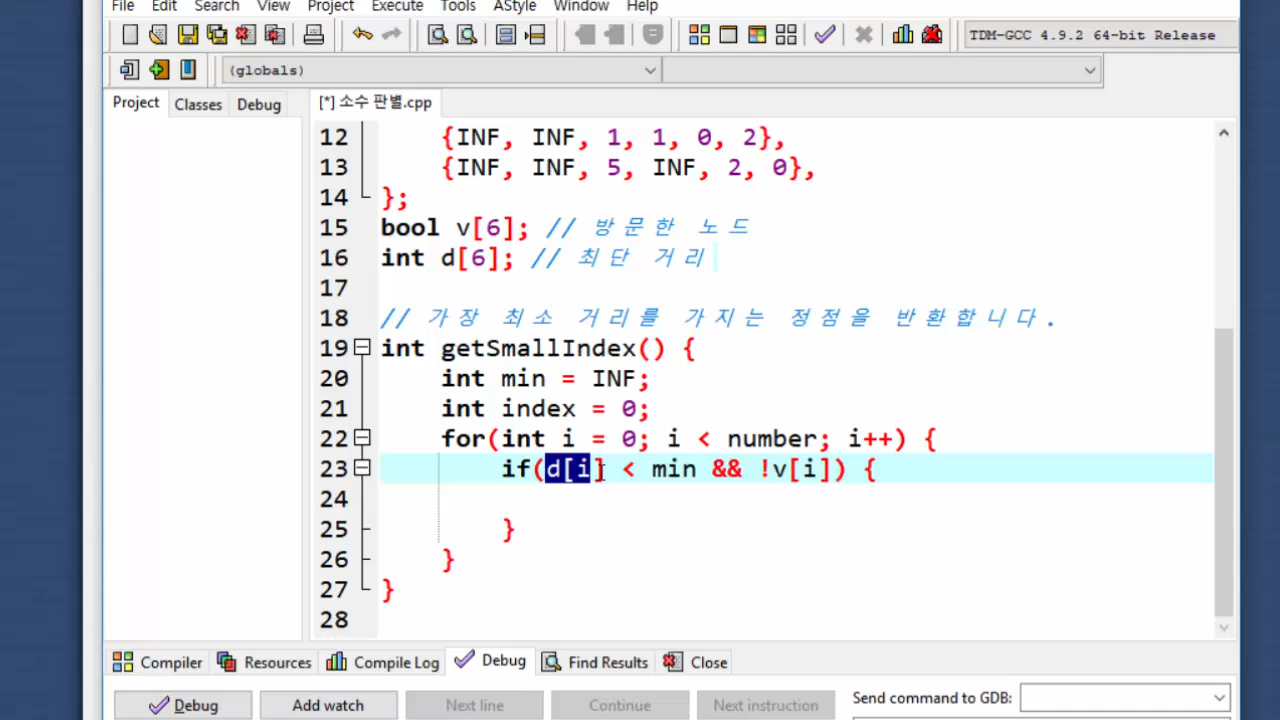 File Edit Search View Project Execute Tools AStyle Window Help
TDM-GCC 4.9.2 64-bit Release
(globals)
Project Classes Debug [*] 소수 판별.cpp
12 {INF, INF, 1, 1, 0, 2},
13 {INF, INF, 5, INF, 2, 0},
14 };
15 bool v[6]; // 방문한 노드
16 int d[6]; // 최단 거리
17
18 // 가장 최소 거리를 가지는 정점을 반환합니다.
19 int getSmallIndex() {
20 int min = INF;
21 int index = 0;
22 for(int i = 0; i < number; i++) {
23 if(d[i] < min && !v[i]) {
24
25 }
26 }
27 }
28
Compiler Resources Compile Log Debug Find Results Close
Debug Add watch Next line Continue Next instruction Send command to GDB: